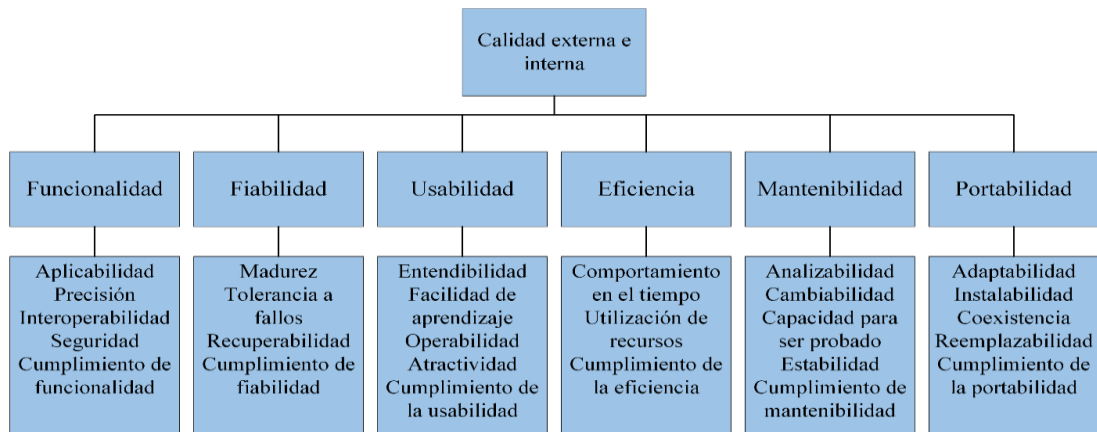 Calidad externa e
interna
Funcionalidad
Fiabilidad
Usabilidad
Eficiencia
Mantenibilidad
Portabilidad
Aplicabilidad
Precisión
Interoperabilidad
Seguridad
Cumplimiento de
funcionalidad
Madurez
Tolerancia a
fallos
Recuperabilidad
Cumplimiento de
fiabilidad
Entendibilidad
Facilidad de
aprendizaje
Operabilidad
Atractividad
Cumplimiento de
la usabilidad
Comportamiento
en el tiempo
Utilización de
recursos
Cumplimiento de
la eficiencia
Analizabilidad
Cambiabilidad
Capacidad para
ser probado
Estabilidad
Cumplimiento de
mantenibilidad
Adaptabilidad
Instalabilidad
Coexistencia
Reemplazabilidad
Cumplimiento de
la portabilidad